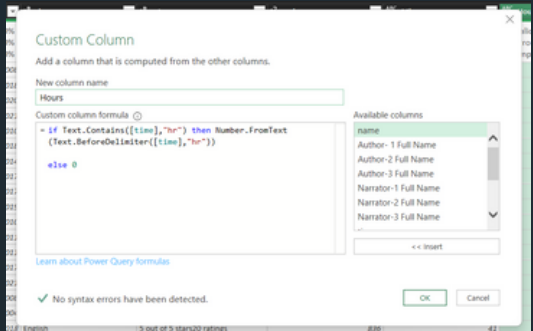 Custom Column
Add a column that is computed from the other columns.
New column name
Hours
Custom column formula
= if Text.Contains([time],"hr") then Number.FromText
(Text.BeforeDelimiter([time],"hr"))
else 0
Available columns
name
Author- 1 Full Name
Author-2 Full Name
Author-3 Full Name
Narrator-1 Full Name
Narrator-2 Full Name
Narrator-3 Full Name
<< Insert
Learn about Power Query formulas
No syntax errors have been detected.
OK
Cancel
English
5 out of 5 stars20 ratings